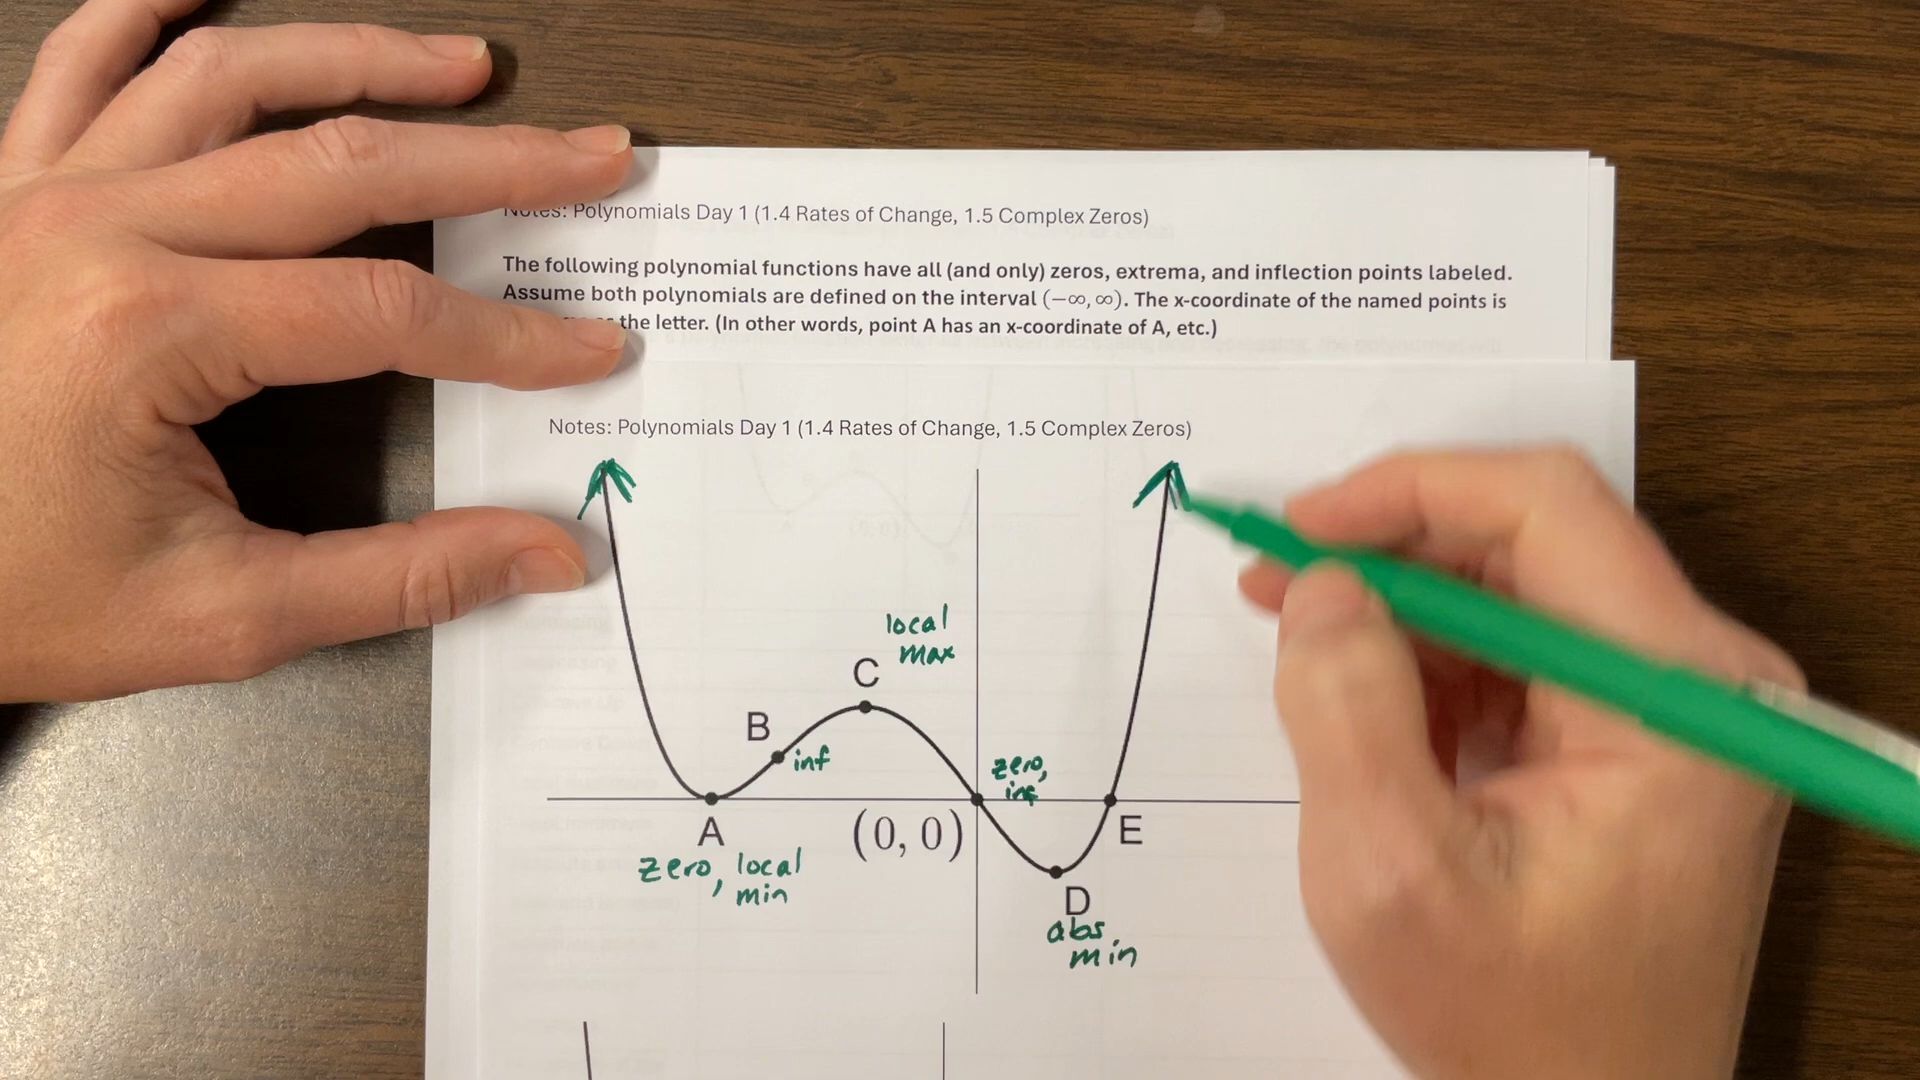 Notes: Polynomials Day 1 (1.4 Rates of Change, 1.5 Complex Zeros)
The following polynomial functions have all (and only) zeros, extrema, and inflection points labeled.
Assume both polynomials are defined on the interval (−∞, ∞). The x-coordinate of the named points is
the letter. (In other words, point A has an x-coordinate of A, etc.)
Notes: Polynomials Day 1 (1.4 Rates of Change, 1.5 Complex Zeros)
local
max
C
B
inf
zero,
inf
A
(0, 0)
E
zero, local
min
D
abs
min